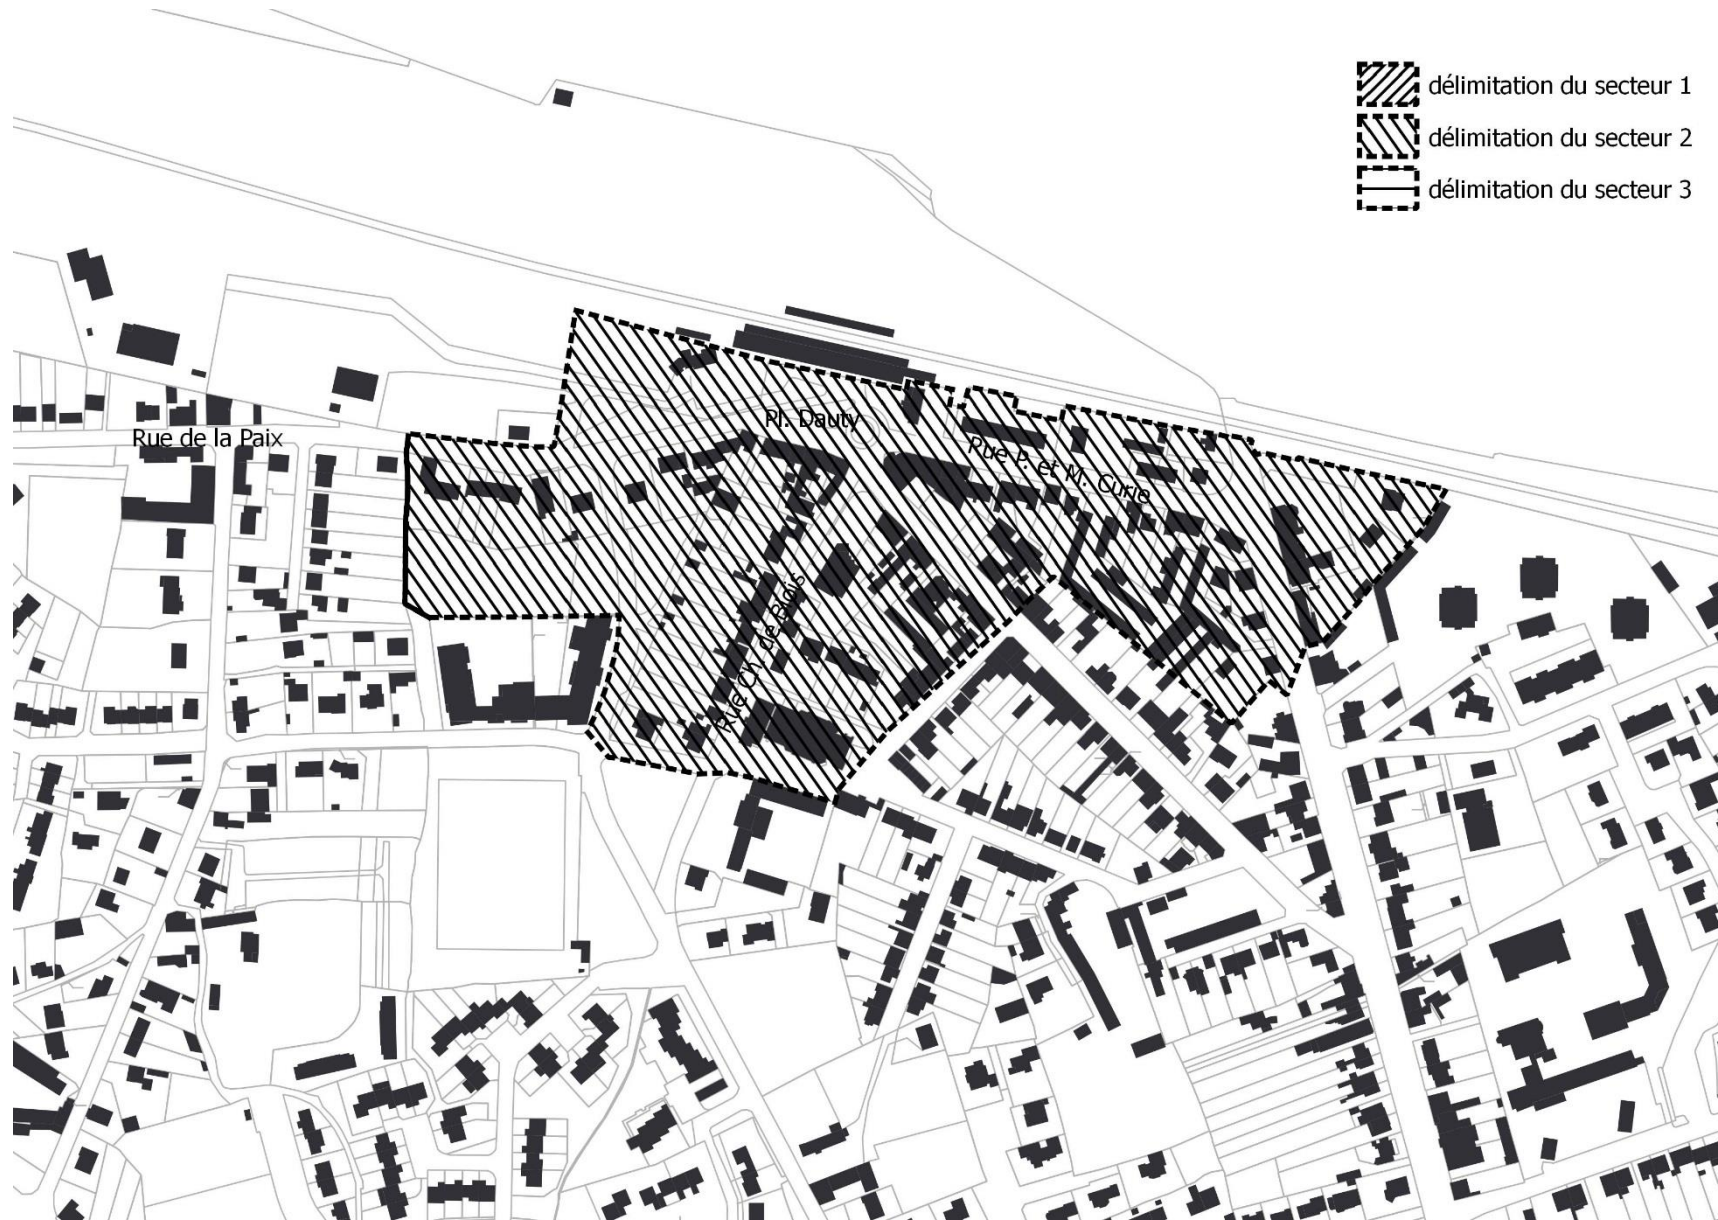 délimitation du secteur 1
délimitation du secteur 2
délimitation du secteur 3
Pl. Dauty
Rue de la Paix
Rue P. et M. Curie
Rue Ch. de Blois